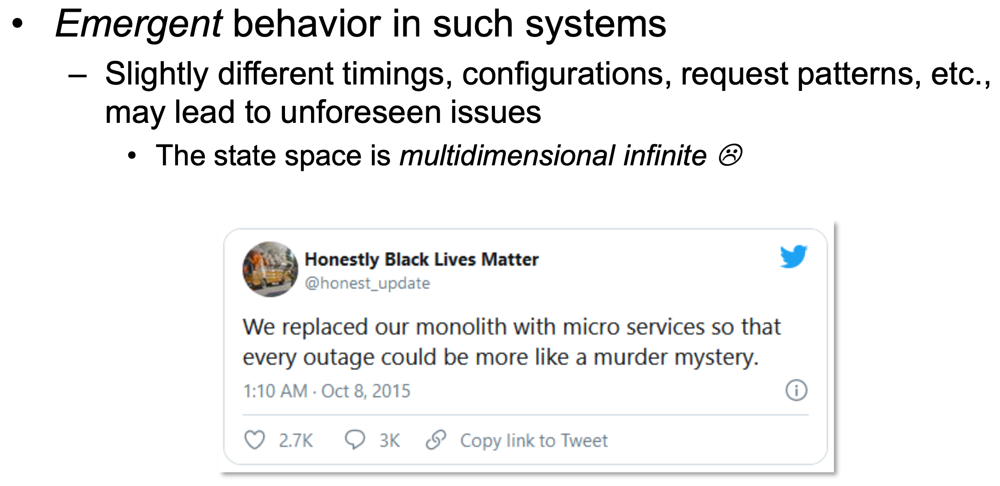 • Emergent behavior in such systems
– Slightly different timings, configurations, request patterns, etc.,
may lead to unforeseen issues
• The state space is multidimensional infinite ☹
Honestly Black Lives Matter
@honest_update
We replaced our monolith with micro services so that
every outage could be more like a murder mystery.
1:10 AM · Oct 8, 2015
2.7K 3K Copy link to Tweet